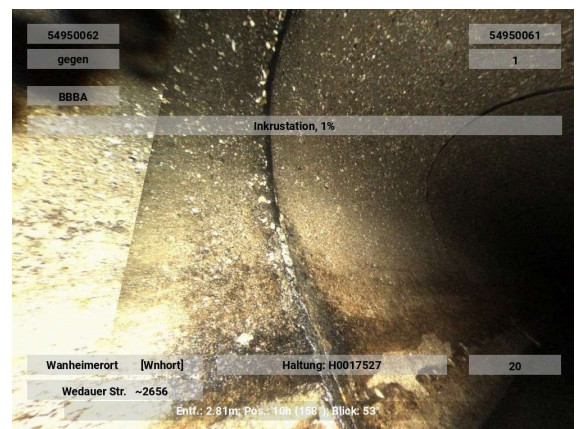 54950062 54950061
gegen 1
BBBA
Inkrustation, 1%
Wanheimerort [Wnhort] Haltung: H0017527 20
Wedauer Str. ~2656
Entf.: 2.81m; Pos.: 10h (158°); Blick: 53°